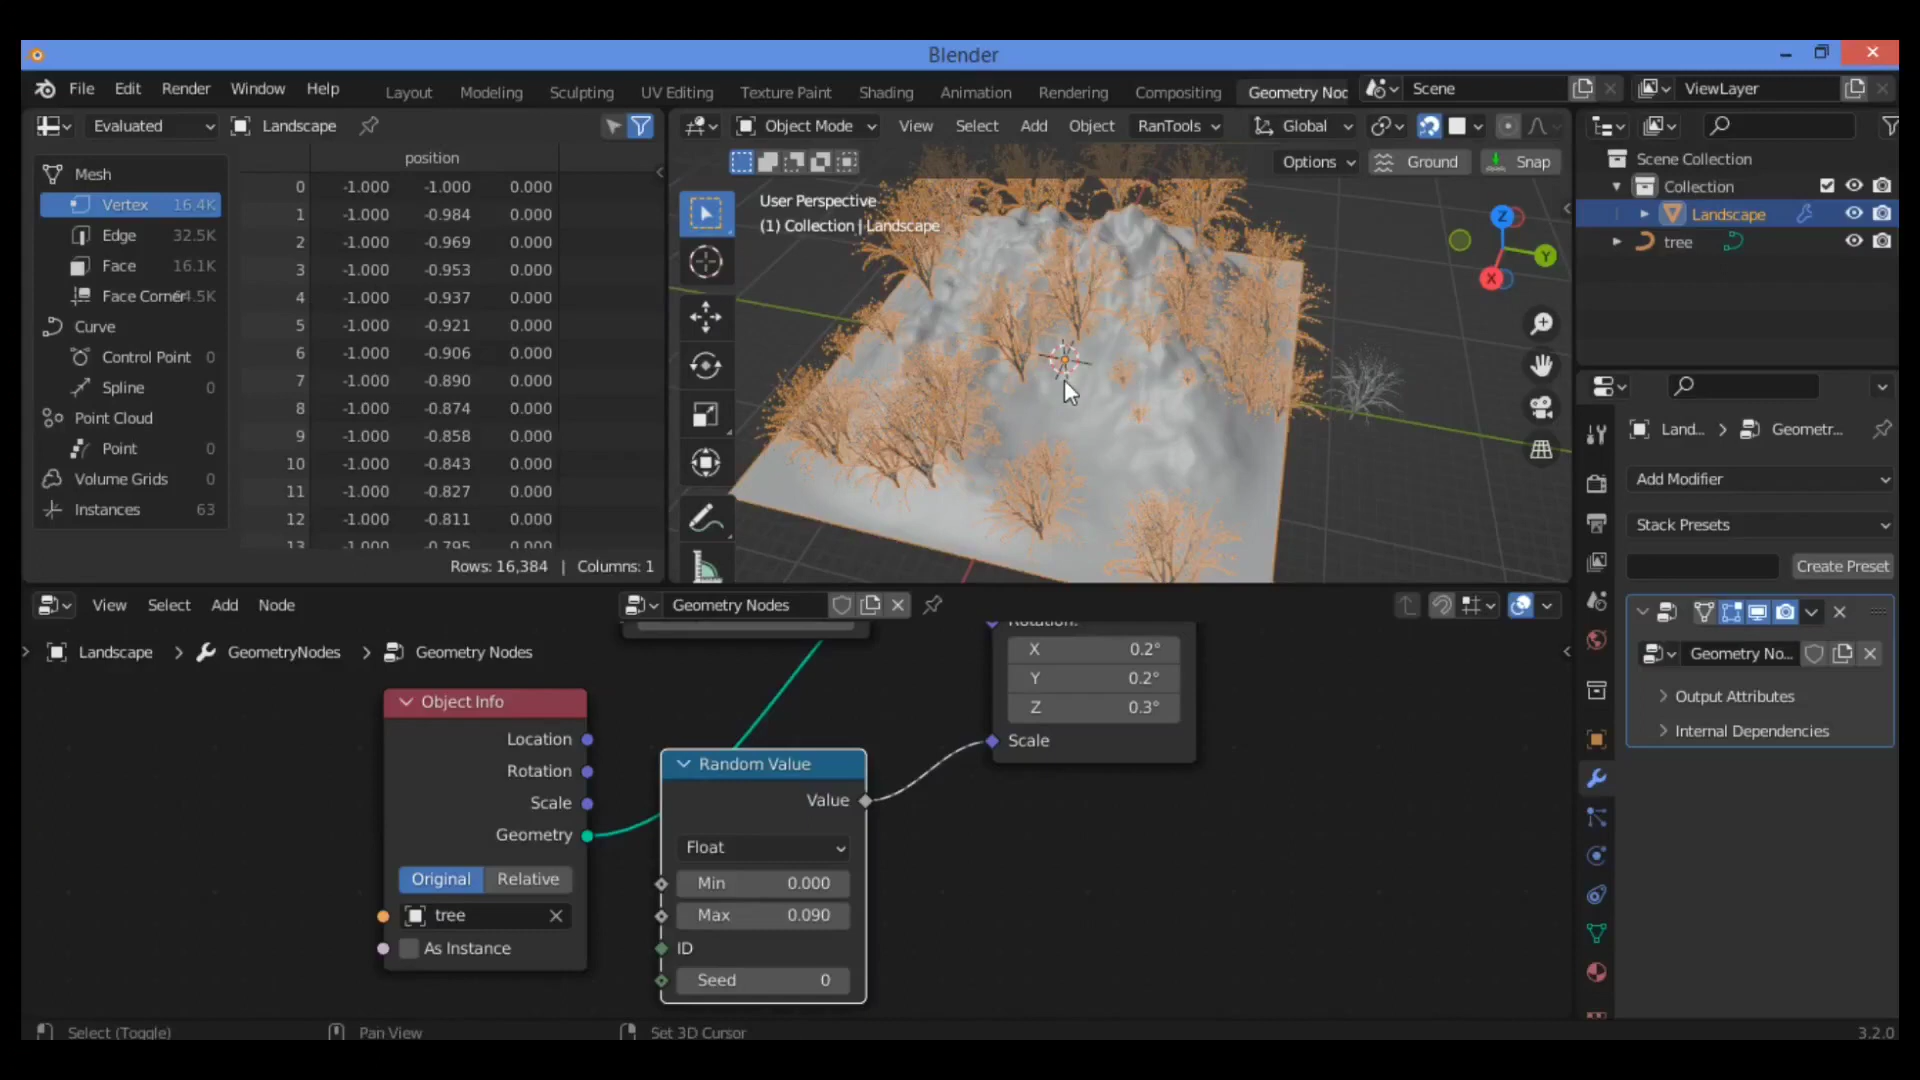 Blender
File Edit Render Window Help
Layout Modeling Sculpting UV Editing Texture Paint Shading Animation Rendering Compositing Geometry Noc
Scene
ViewLayer
Evaluated
Landscape
Object Mode
View Select Add Object RanTools
Global
Options
Ground
Snap
position
Mesh
Vertex 16.4K
Edge 32.5K
Face 16.1K
Face Corner
Curve
Control Point 0
Spline 0
Point Cloud
Point 0
Volume Grids 0
Instances 63
0 -1.000 -1.000 0.000
1 -1.000 -0.984 0.000
2 -1.000 -0.969 0.000
3 -1.000 -0.953 0.000
4 -1.000 -0.937 0.000
5 -1.000 -0.921 0.000
6 -1.000 -0.906 0.000
7 -1.000 -0.890 0.000
8 -1.000 -0.874 0.000
9 -1.000 -0.858 0.000
10 -1.000 -0.843 0.000
11 -1.000 -0.827 0.000
12 -1.000 -0.811 0.000
13 -1.000 -0.795 0.000
Rows: 16,384 | Columns: 1
User Perspective
(1) Collection | Landscape
Z
Y
X
Scene Collection
Collection
Landscape
tree
Land... > Geometr...
Add Modifier
Stack Presets
Create Preset
Geometry No...
Output Attributes
Internal Dependencies
View Select Add Node
Geometry Nodes
Landscape > GeometryNodes > Geometry Nodes
Object Info
Location
Rotation
Scale
Geometry
Original Relative
tree
As Instance
Random Value
Value
Float
Min 0.000
Max 0.090
ID
Seed 0
Rotation:
X 0.2°
Y 0.2°
Z 0.3°
Scale
Select (Toggle)
Pan View
Set 3D Cursor
3.2.0